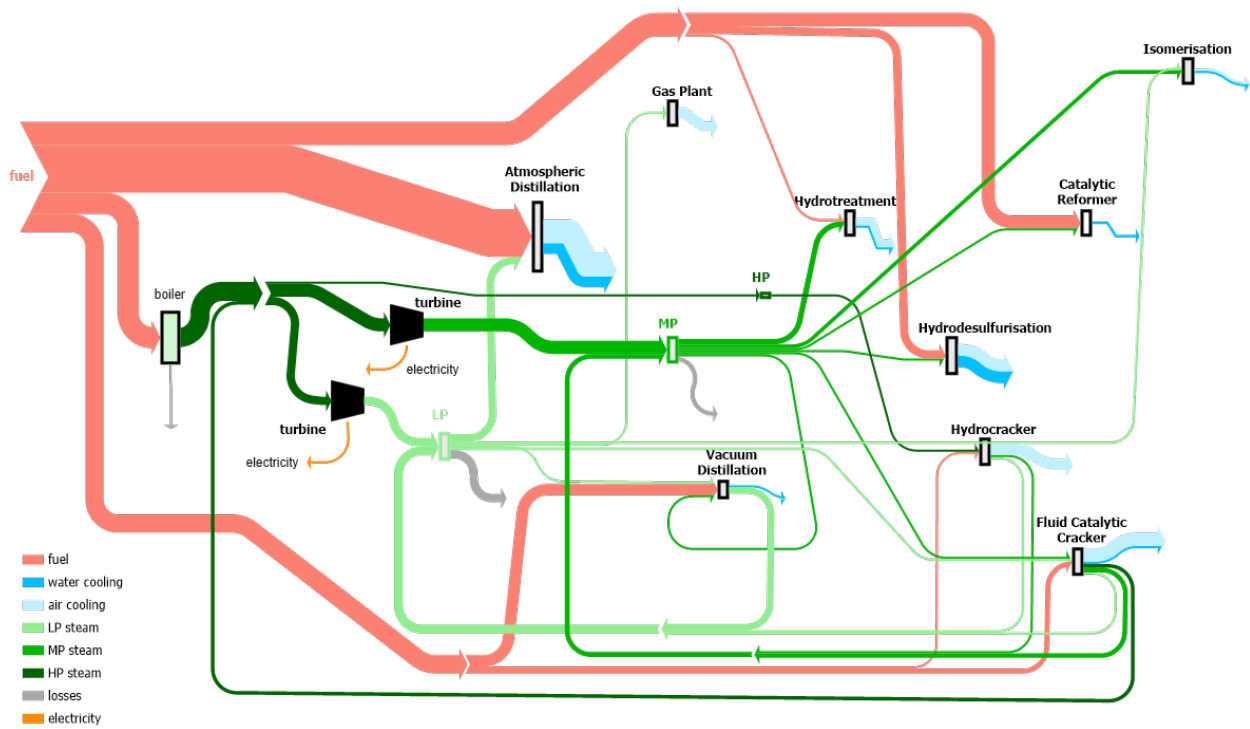 Isomerisation
Gas Plant
fuel
Atmospheric
Distillation
Catalytic
Reformer
Hydrotreatment
HP
boiler
turbine
MP
Hydrodesulfurisation
electricity
LP
turbine
Hydrocracker
electricity
Vacuum
Distillation
Fluid Catalytic
Cracker
fuel
water cooling
air cooling
LP steam
MP steam
HP steam
losses
electricity